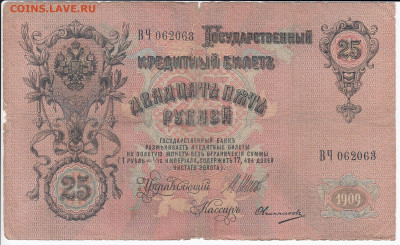 COINS.LAVE.RU
ВЧ 062063
ГОСУДАРСТВЕННЫЙ
25
КРЕДИТНЫЙ БИЛЕТЪ
ДВАДЦАТЬ ПЯТЬ
РУБЛЕЙ
ГОСУДАРСТВЕННЫЙ БАНКЪ
РАЗМѢНИВАЕТЪ КРЕДИТНЫЕ БИЛЕТЫ
НА ЗОЛОТУЮ МОНЕТУ БЕЗЪ ОГРАНИЧЕНІЯ СУММЫ
(1 РУБЛЬ = 1/15 ИМПЕРІАЛА, СОДЕРЖИТЪ 17,424 ДОЛЕЙ
ЧИСТАГО ЗОЛОТА).
ВЧ 062063
25
Управляющій
Кассиръ
1909